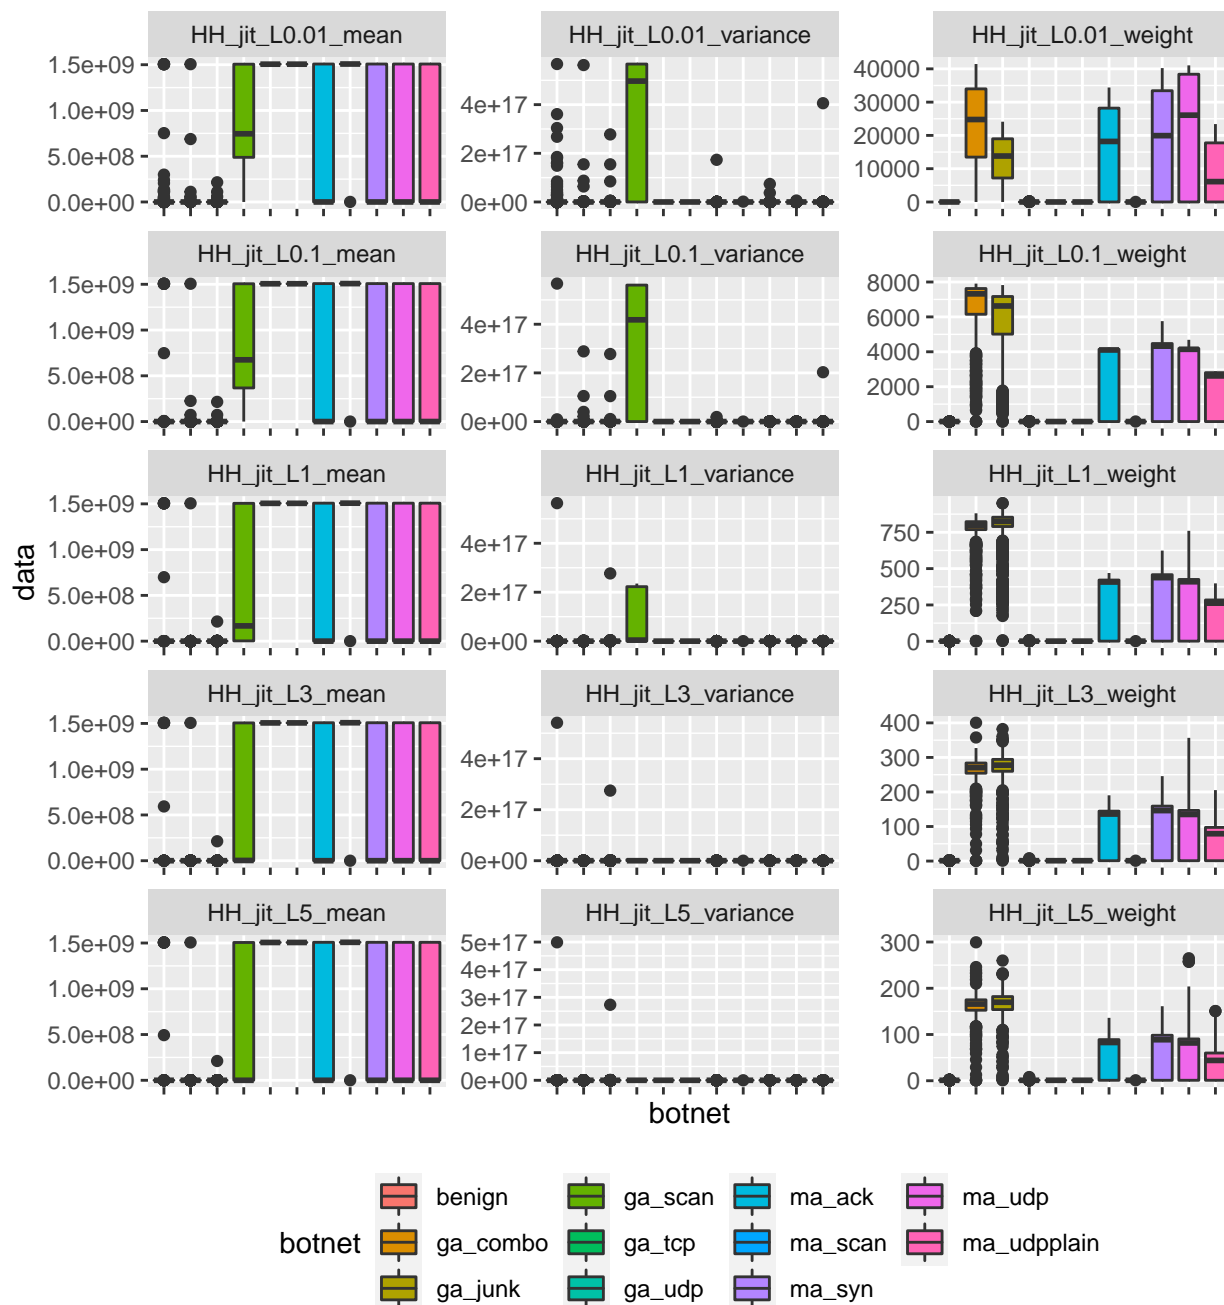 HH_jit_L0.01_mean HH_jit_L0.01_variance HH_jit_L0.01_weight
1.5e+09
1.0e+09
5.0e+08
0.0e+00
4e+17
2e+17
0e+00
40000
30000
20000
10000
0
HH_jit_L0.1_mean HH_jit_L0.1_variance HH_jit_L0.1_weight
1.5e+09
1.0e+09
5.0e+08
0.0e+00
4e+17
2e+17
0e+00
8000
6000
4000
2000
0
HH_jit_L1_mean HH_jit_L1_variance HH_jit_L1_weight
1.5e+09
1.0e+09
5.0e+08
0.0e+00
4e+17
2e+17
0e+00
750
500
250
0
data
HH_jit_L3_mean HH_jit_L3_variance HH_jit_L3_weight
1.5e+09
1.0e+09
5.0e+08
0.0e+00
4e+17
2e+17
0e+00
400
300
200
100
0
HH_jit_L5_mean HH_jit_L5_variance HH_jit_L5_weight
1.5e+09
1.0e+09
5.0e+08
0.0e+00
5e+17
4e+17
3e+17
2e+17
1e+17
0e+00
300
200
100
0
botnet
botnet
benign
ga_combo
ga_junk
ga_scan
ga_tcp
ga_udp
ma_ack
ma_scan
ma_syn
ma_udp
ma_udpplain